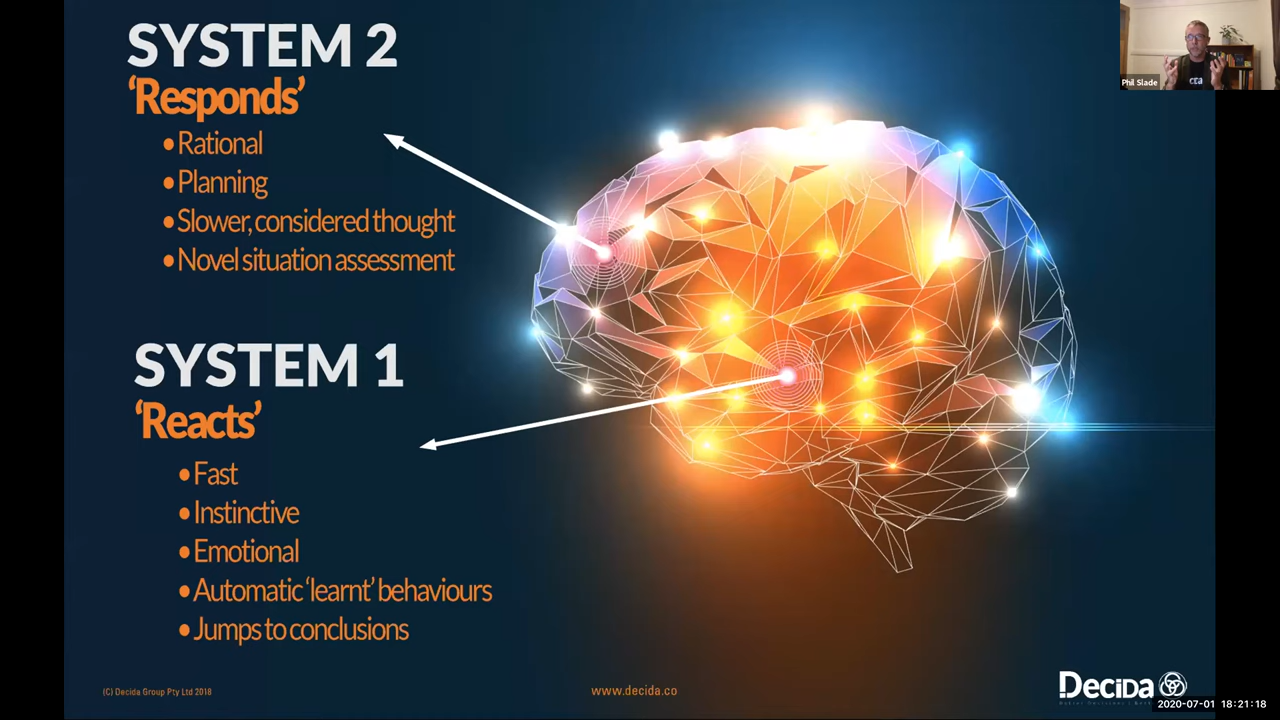 SYSTEM 2
‘Responds’
•Rational
•Planning
•Slower, considered thought
•Novel situation assessment
SYSTEM 1
‘Reacts’
•Fast
•Instinctive
•Emotional
•Automatic ‘learnt’ behaviours
•Jumps to conclusions
(C) Decida Group Pty Ltd 2018
www.decida.co
Decida
2020-07-01 18:21:18
Phil Slade